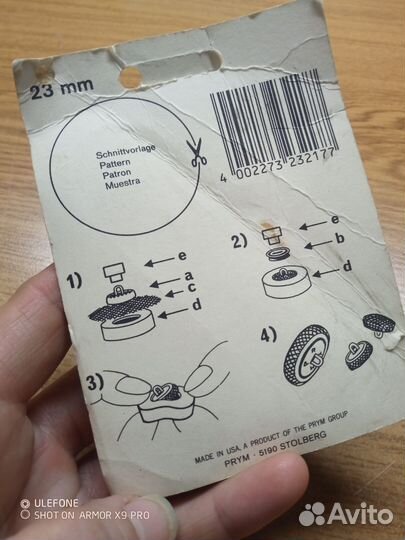 23 mm
Schnittvorlage
Pattern
Patron
Muestra
4 002273 232177
1)
e
a
c
d
2)
e
b
d
3)
4)
MADE IN USA, A PRODUCT OF THE PRYM GROUP
PRYM · 5190 STOLBERG
ULEFONE
SHOT ON ARMOR X9 PRO
Avito